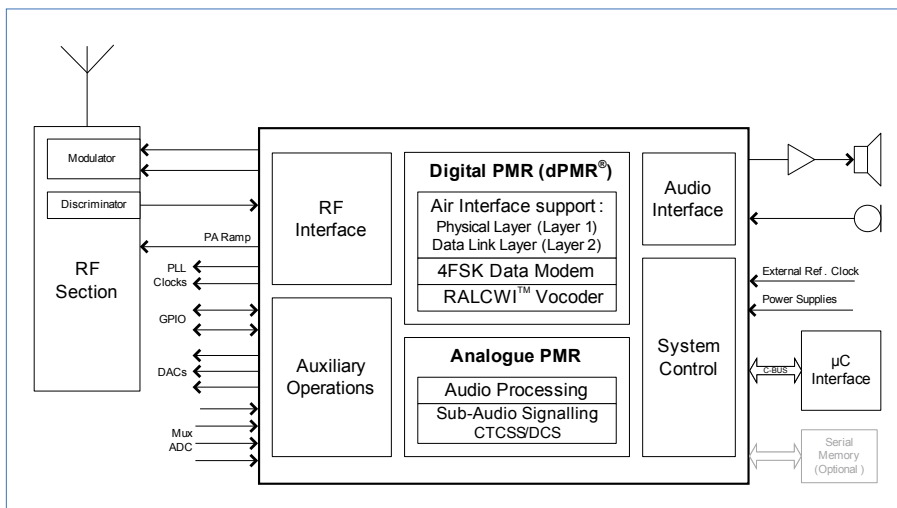 Modulator
Discriminator
RF
Section
PA Ramp
PLL
Clocks
GPIO
DACs
Mux
ADC
RF
Interface
Auxiliary
Operations
Digital PMR (dPMR®)
Air Interface support :
Physical Layer (Layer 1)
Data Link Layer (Layer 2)
4FSK Data Modem
RALCWI™ Vocoder
Analogue PMR
Audio Processing
Sub-Audio Signalling
CTCSS/DCS
Audio
Interface
System
Control
External Ref . Clock
Power Supplies
C-BUS
µC
Interface
Serial
Memory
(Optional )